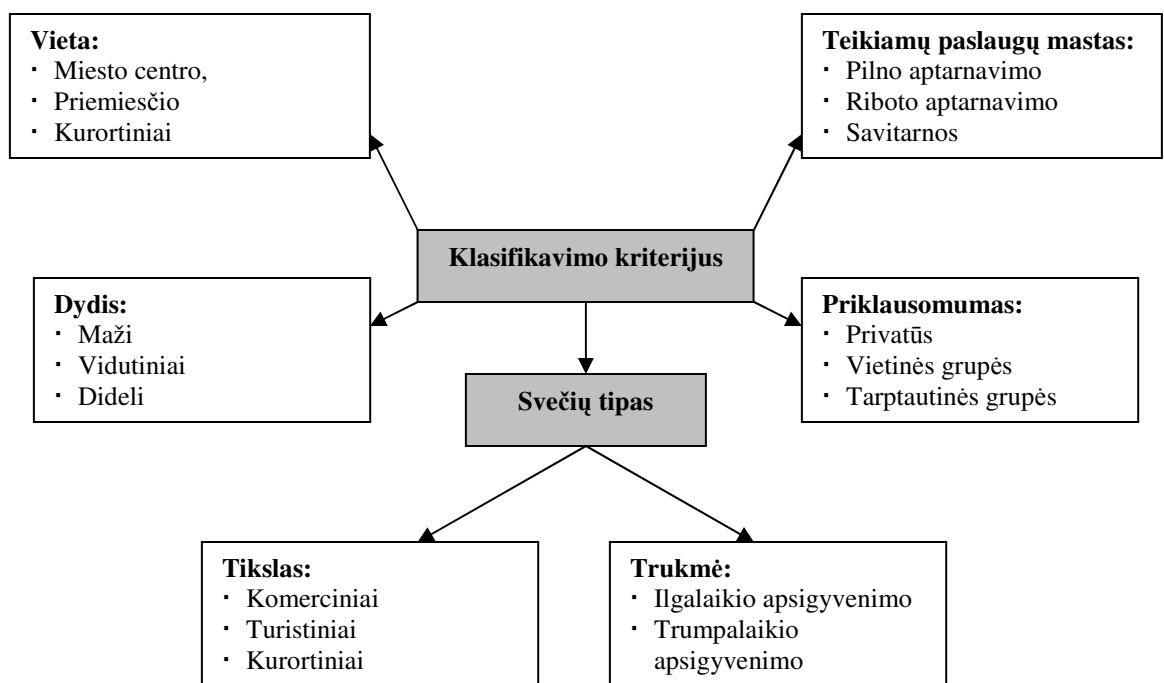 Vieta:
· Miesto centro,
· Priemiesčio
· Kurortiniai
Teikiamų paslaugų mastas:
· Pilno aptarnavimo
· Riboto aptarnavimo
· Savitarnos
Klasifikavimo kriterijus
Dydis:
· Maži
· Vidutiniai
· Dideli
Priklausomumas:
· Privatūs
· Vietinės grupės
· Tarptautinės grupės
Svečių tipas
Tikslas:
· Komerciniai
· Turistiniai
· Kurortiniai
Trukmė:
· Ilgalaikio apsigyvenimo
· Trumpalaikio
apsigyvenimo